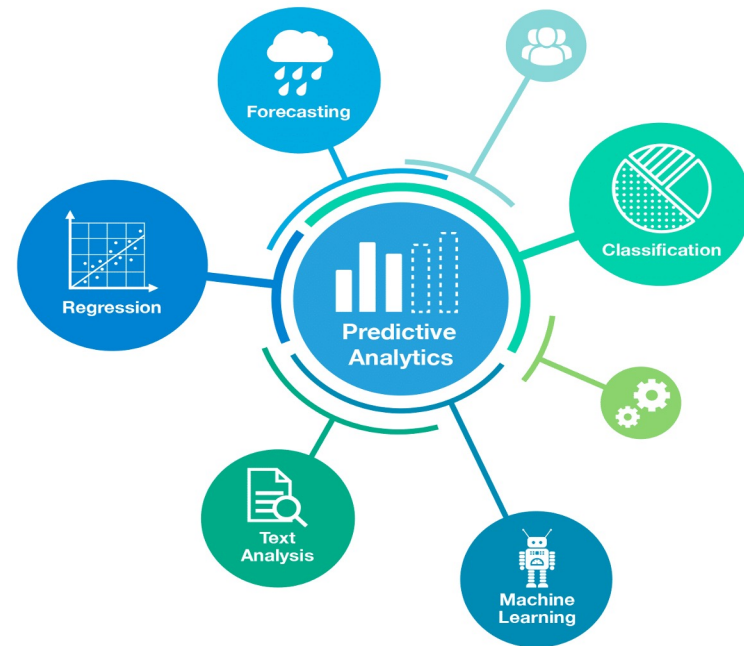 Forecasting
Classification
Regression
Predictive
Analytics
Text
Analysis
Machine
Learning